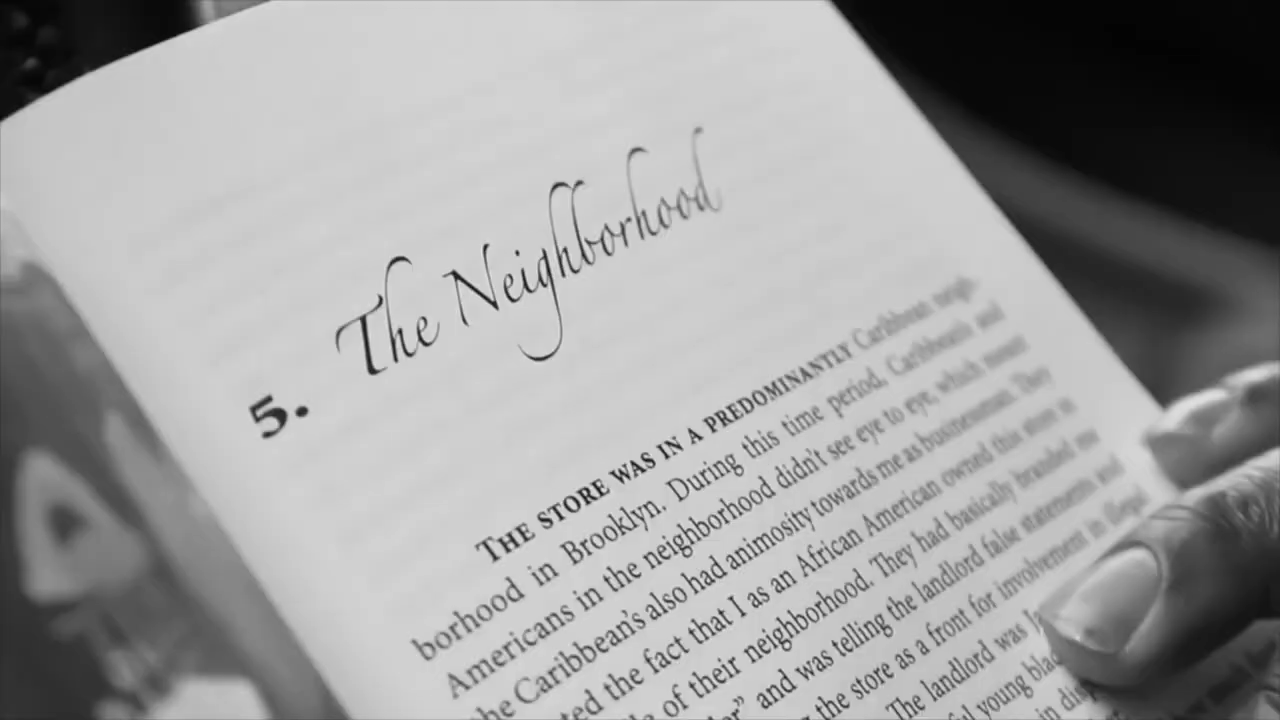 The Neighborhood
5.
THE STORE WAS IN A PREDOMINANTLY Caribbean neigh-
borhood in Brooklyn. During this time period, Caribbeans and
Americans in the neighborhood didn't see eye to eye, which meant
he Caribbean's also had animosity towards me as businessman. They
ted the fact that I as an African American owned this store in
of their neighborhood. They had basically branded me
" and was telling the landlord false statements and
the store as a front for involvement in illegal
The landlord was
young
in